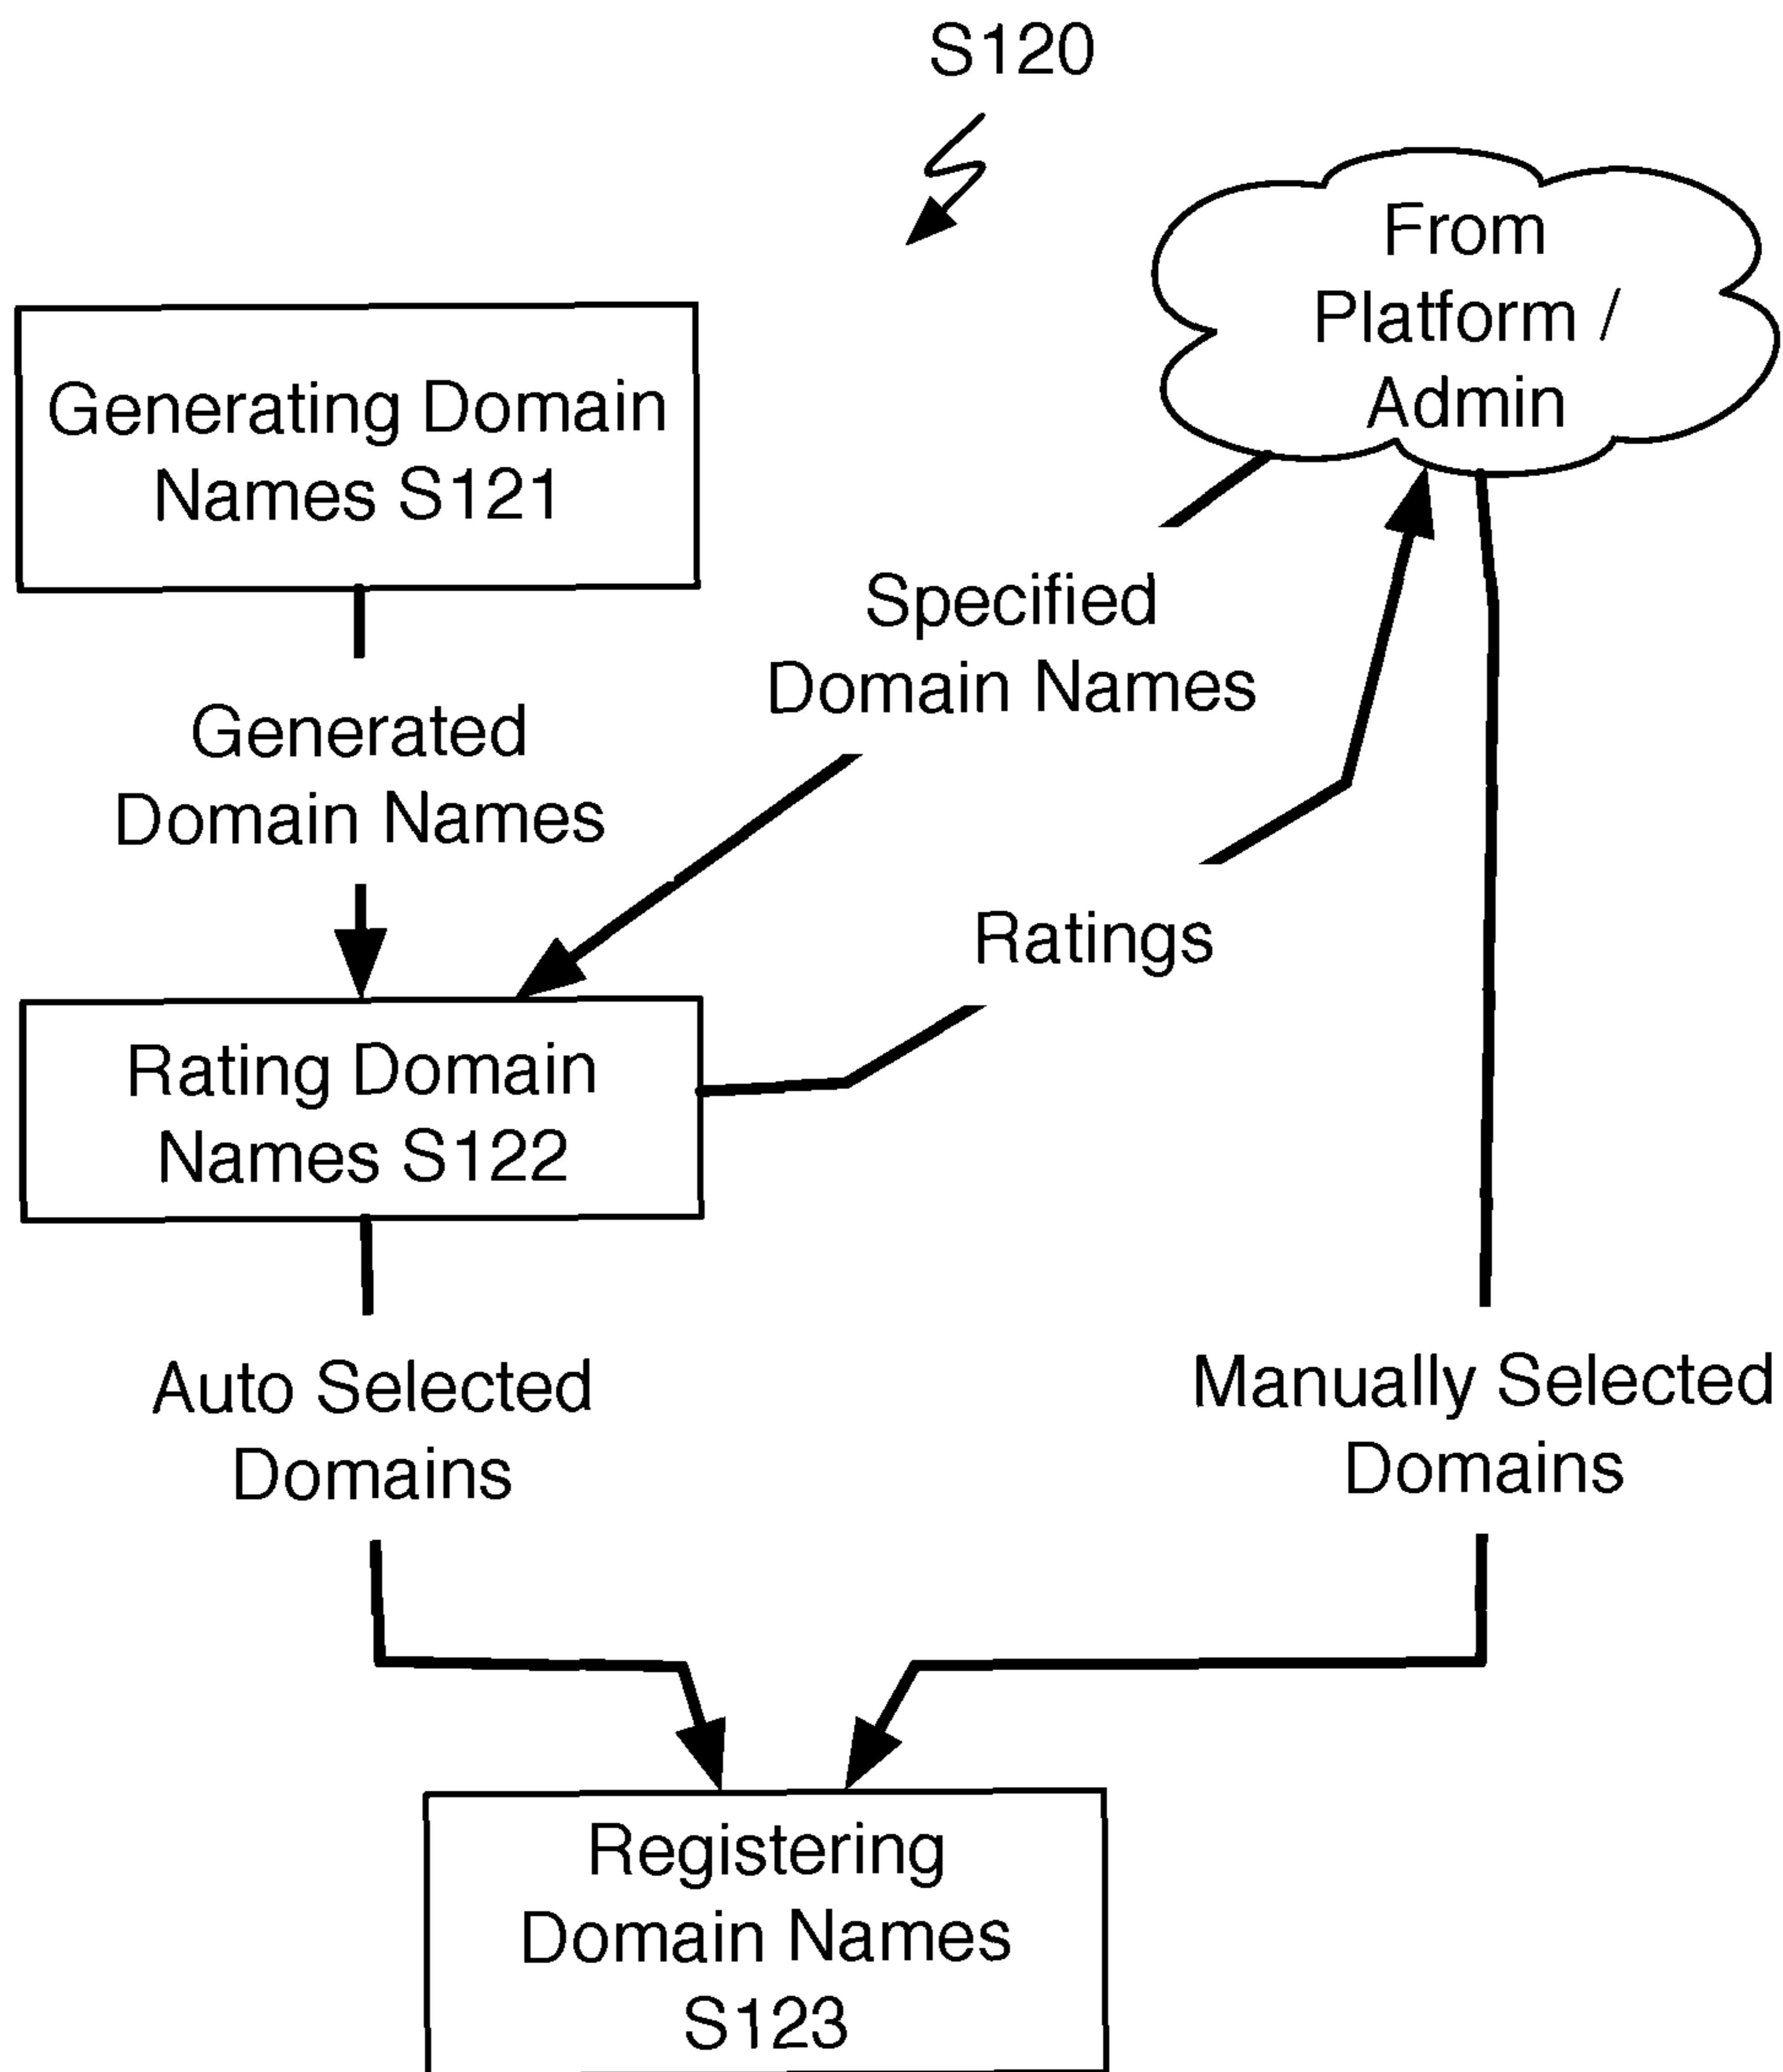 S120
From
Platform /
Admin
Generating Domain
Names S121
Specified
Domain Names
Generated
Domain Names
Ratings
Rating Domain
Names S122
Auto Selected
Domains
Manually Selected
Domains
Registering
Domain Names
S123